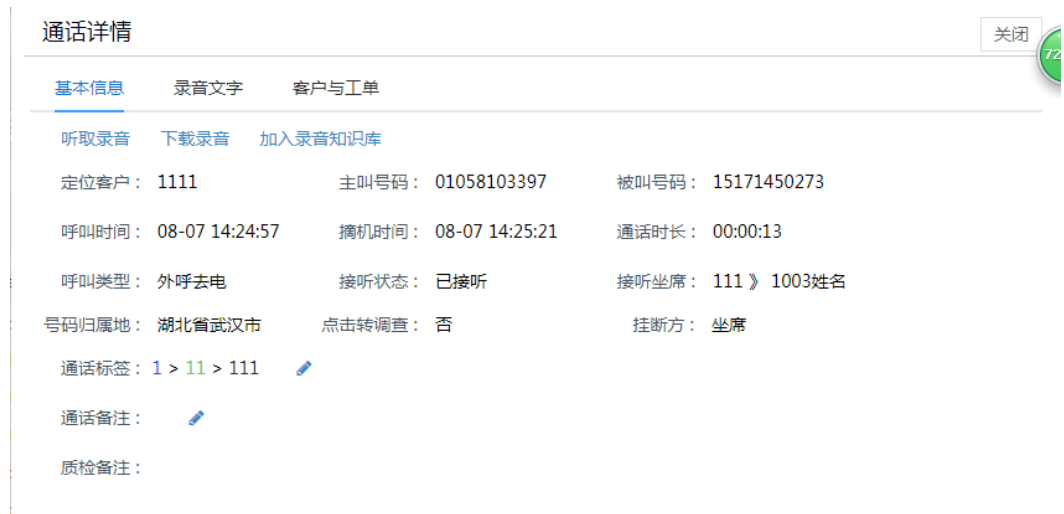 通话详情 关闭
72
基本信息 录音文字 客户与工单
听取录音 下载录音 加入录音知识库
定位客户： 1111 主叫号码： 01058103397 被叫号码： 15171450273
呼叫时间： 08-07 14:24:57 摘机时间： 08-07 14:25:21 通话时长： 00:00:13
呼叫类型： 外呼去电 接听状态： 已接听 接听坐席： 111 》 1003姓名
号码归属地： 湖北省武汉市 点击转调查： 否 挂断方： 坐席
通话标签： 1 > 11 > 111
通话备注：
质检备注：